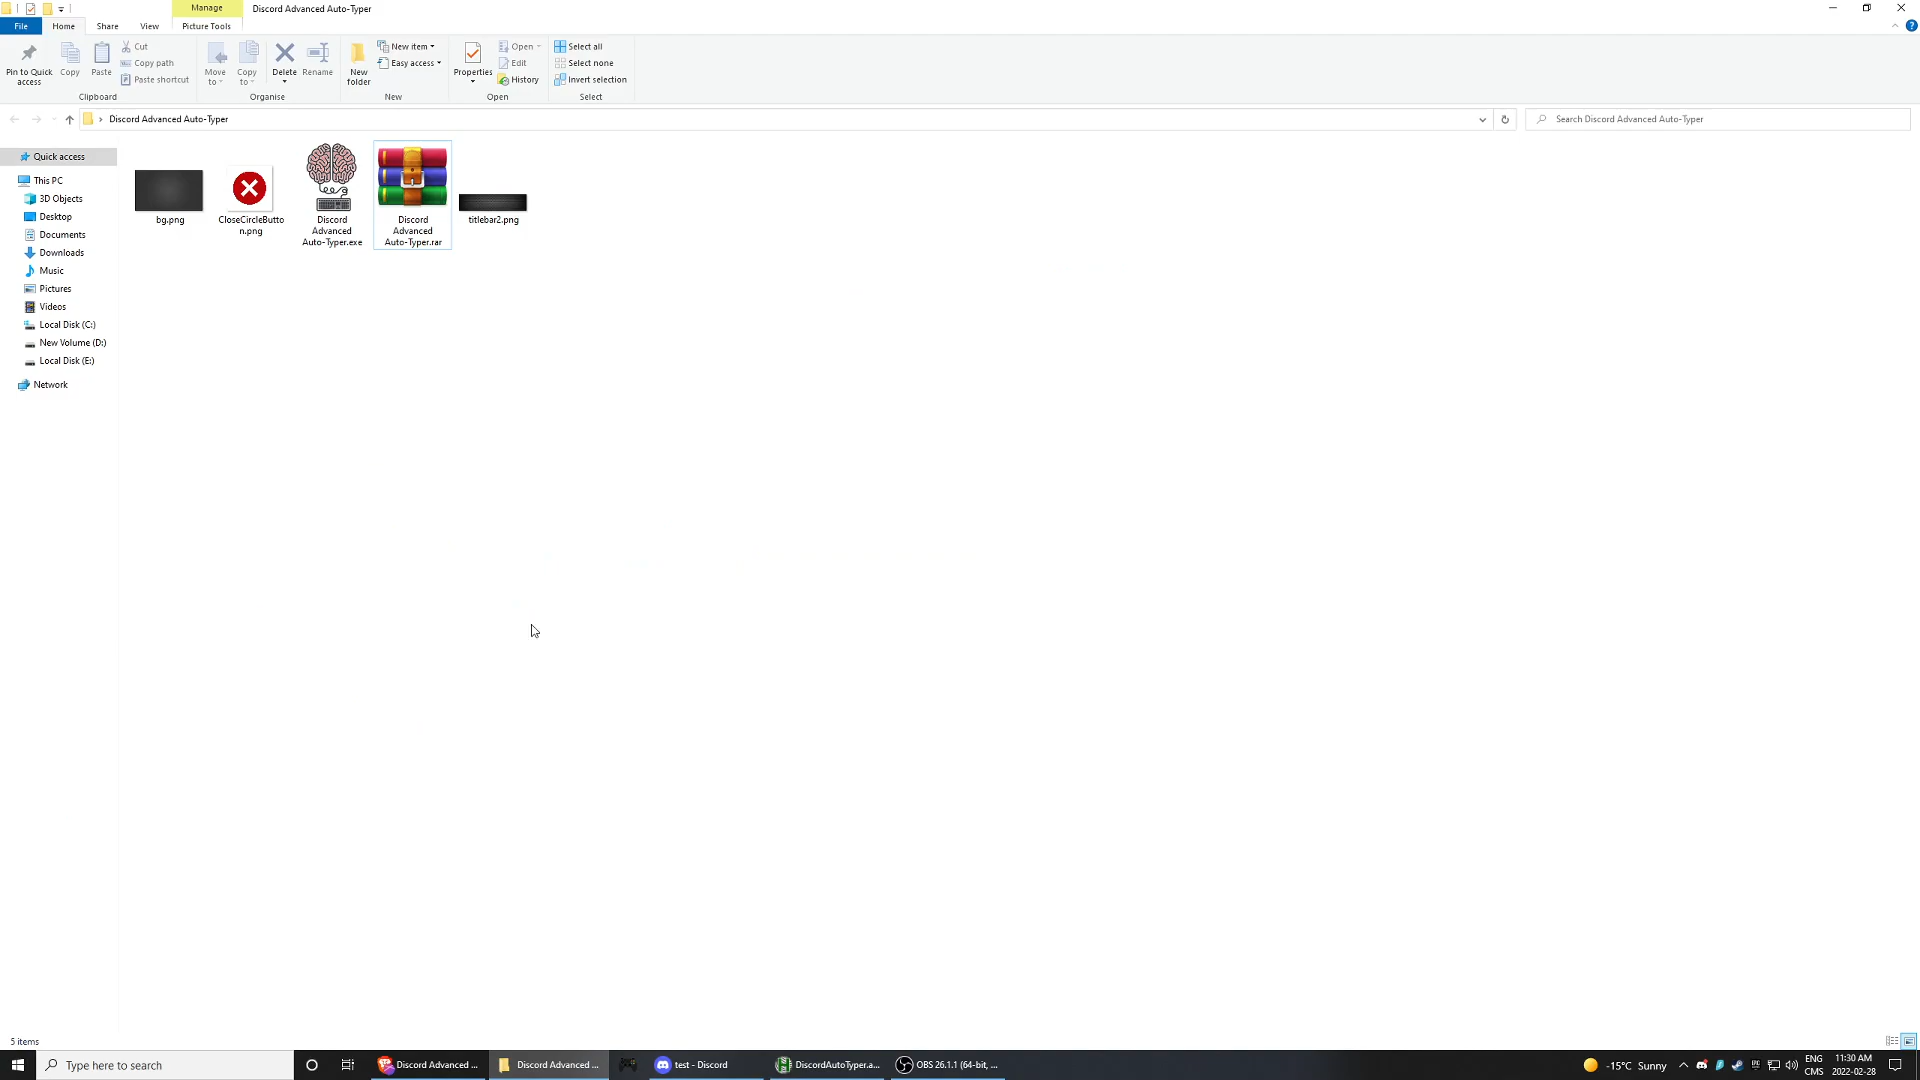 Manage
Discord Advanced Auto-Typer
File
Home
Share
View
Picture Tools
Pin to Quick
access
Copy
Paste
Cut
Copy path
Paste shortcut
Clipboard
Move
to
Copy
to
Delete
Rename
Organise
New
folder
New item
Easy access
New
Properties
Open
Edit
History
Open
Select all
Select none
Invert selection
Select
Discord Advanced Auto-Typer
Search Discord Advanced Auto-Typer
Quick access
This PC
3D Objects
Desktop
Documents
Downloads
Music
Pictures
Videos
Local Disk (C:)
New Volume (D:)
Local Disk (E:)
Network
bg.png
CloseCircleButto
n.png
Discord
Advanced
Auto-Typer.exe
Discord
Advanced
Auto-Typer.rar
titlebar2.png
5 items
Type here to search
Discord Advanced ...
Discord Advanced ...
test - Discord
DiscordAutoTyper.a...
OBS 26.1.1 (64-bit, ...
-15°C Sunny
ENG
CMS
11:30 AM
2022-02-28